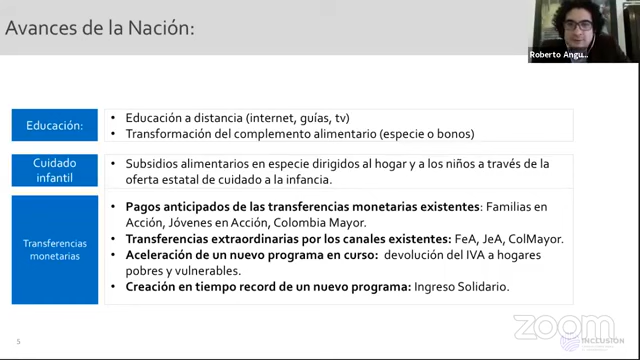 Avances de la Nación:
Roberto Angu...
Educación:
• Educación a distancia (internet, guías, tv)
• Transformación del complemento alimentario (especie o bonos)
Cuidado
infantil
• Subsidios alimentarios en especie dirigidos al hogar y a los niños a través de la
oferta estatal de cuidado a la infancia.
Transferencias
monetarias
• Pagos anticipados de las transferencias monetarias existentes: Familias en
Acción, Jóvenes en Acción, Colombia Mayor.
• Transferencias extraordinarias por los canales existentes: FeA, JeA, ColMayor.
• Aceleración de un nuevo programa en curso: devolución del IVA a hogares
pobres y vulnerables.
• Creación en tiempo record de un nuevo programa: Ingreso Solidario.
5
zoom
INCLUSIÓN